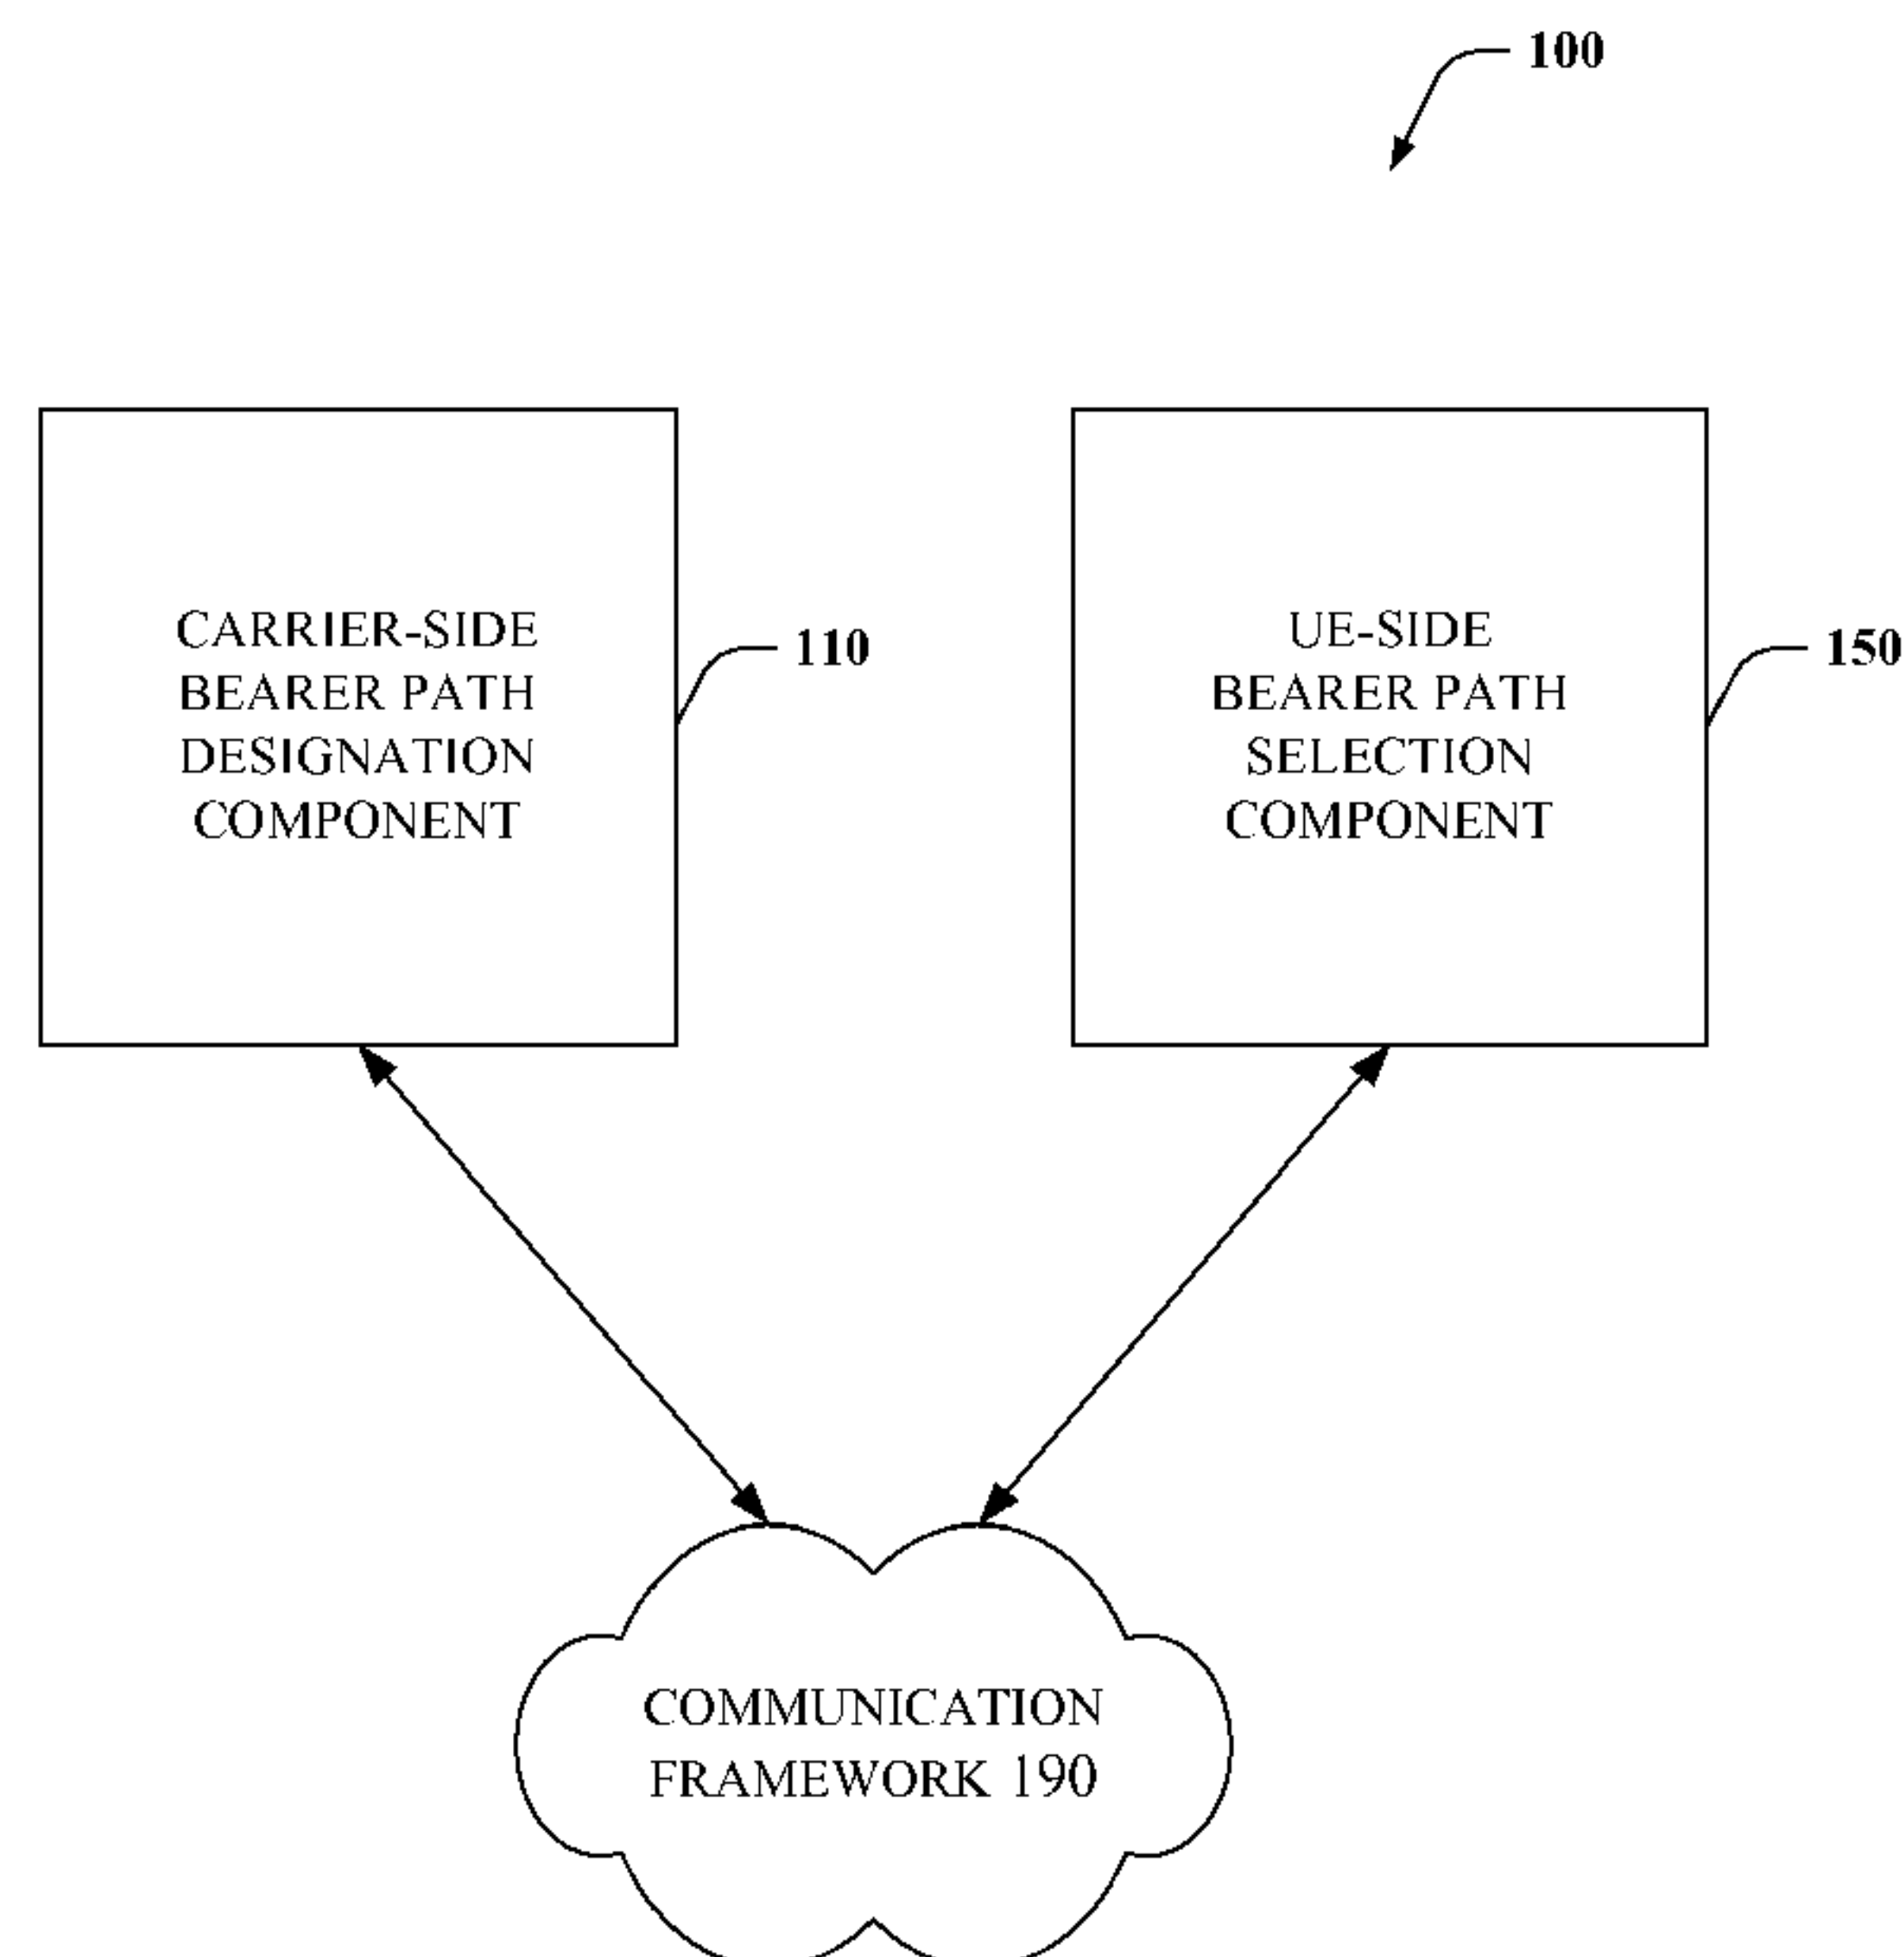 100
CARRIER-SIDE
BEARER PATH
DESIGNATION
COMPONENT
110
UE-SIDE
BEARER PATH
SELECTION
COMPONENT
150
COMMUNICATION
FRAMEWORK 190